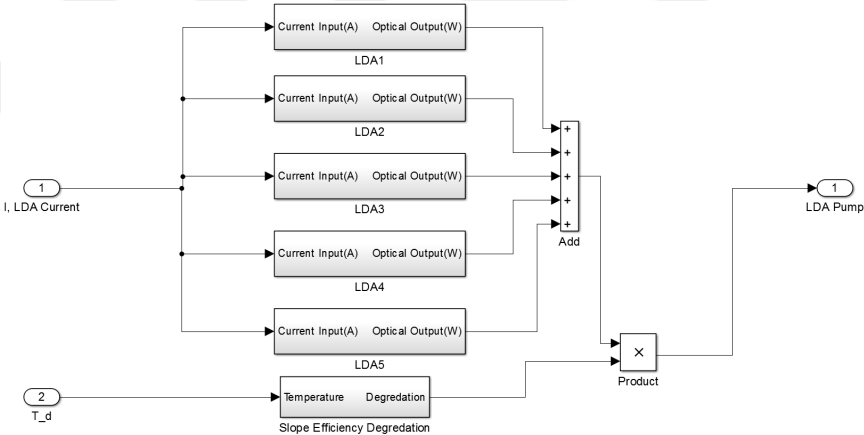 Current Input(A) Optical Output(W)
LDA1
Current Input(A) Optical Output(W)
LDA2
+
+
Current Input(A) Optical Output(W)
+
1
1
I, LDA Current
LDA3
LDA Pump
+
+
Add
Current Input(A) Optical Output(W)
LDA4
Current Input(A) Optical Output(W)
LDA5
×
Product
2
T_d
Temperature Degredation
Slope Efficiency Degredation